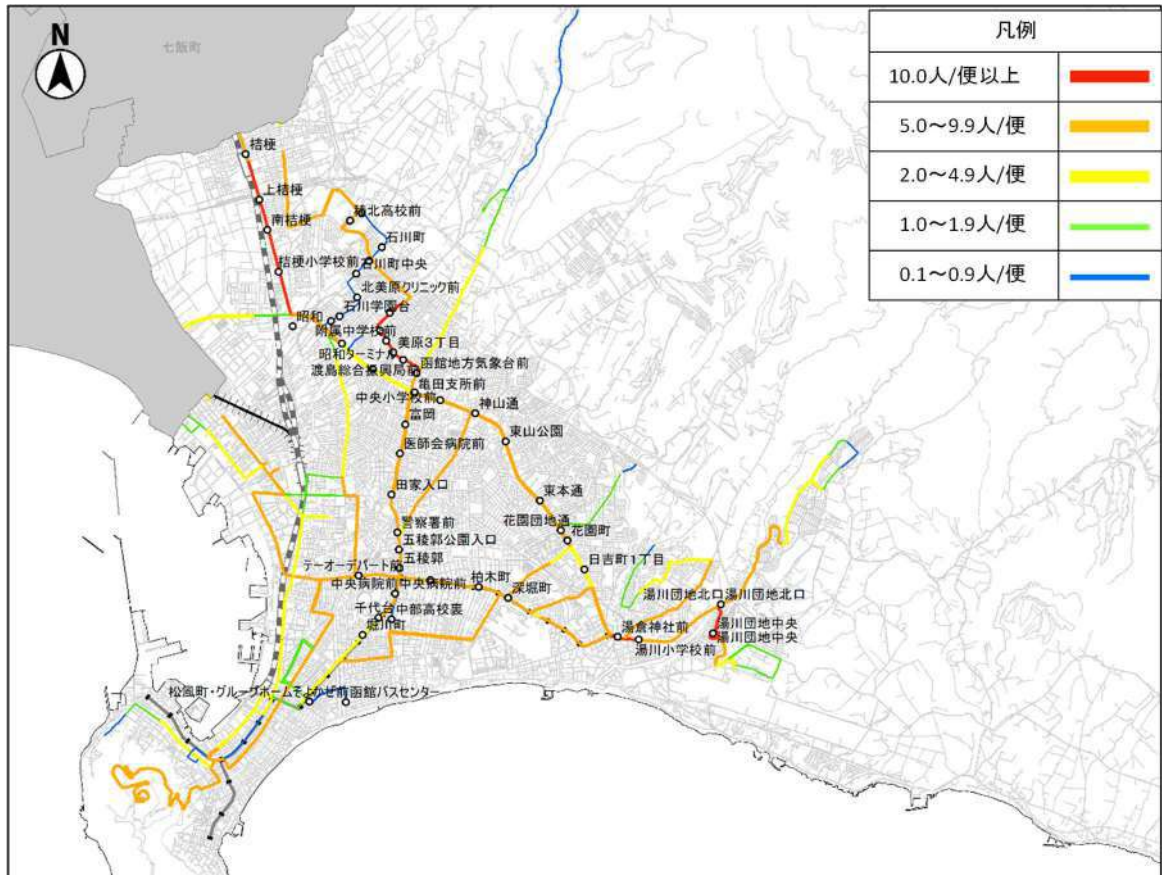 N
七飯町
凡例
10.0人/便以上
5.0～9.9人/便
2.0～4.9人/便
1.0～1.9人/便
0.1～0.9人/便
桔梗
上桔梗
南桔梗
桔梗小学校前
稜北高校前
石川町
石川町中央
北美原クリニック前
石川学園台
昭和
附属中学校前
美原3丁目
昭和ターミナル
函館地方気象台前
渡島総合振興局前
亀田支所前
中央小学校前
神山通
富岡
東山公園
医師会病院前
田家入口
東本通
花園団地通
花園町
警察署前
五稜郭公園入口
日吉町1丁目
五稜郭
テーオーデパート前
中央病院前
中央病院前
柏木町
深堀町
千代台
中部高校裏
堀川町
湯川団地北口
湯川団地北口
湯倉神社前
湯川団地中央
湯川団地中央
湯川小学校前
松風町・グループホームそよかぜ前
函館バスセンター